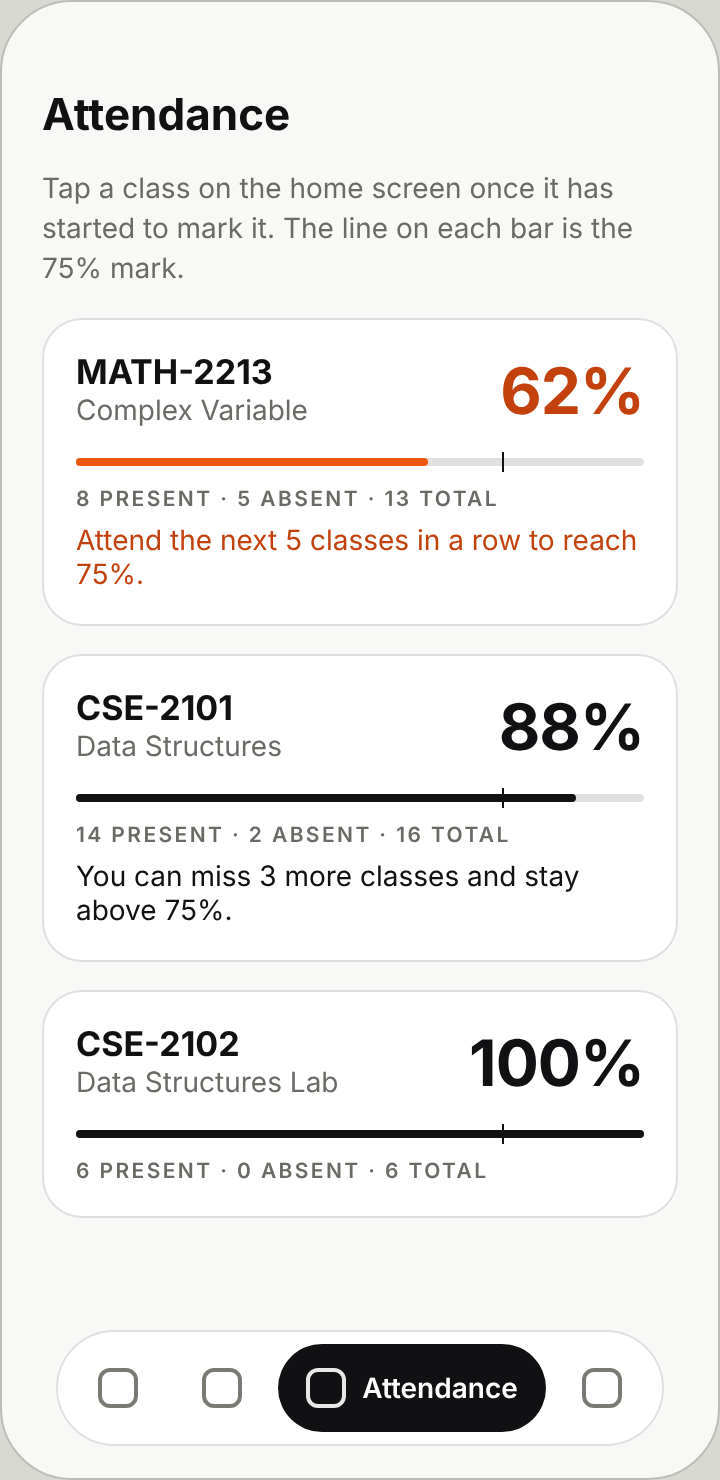 Attendance
Tap a class on the home screen once it has
started to mark it. The line on each bar is the
75% mark.
MATH-2213
Complex Variable
62%
8 PRESENT · 5 ABSENT · 13 TOTAL
Attend the next 5 classes in a row to reach
75%.
CSE-2101
Data Structures
88%
14 PRESENT · 2 ABSENT · 16 TOTAL
You can miss 3 more classes and stay
above 75%.
CSE-2102
Data Structures Lab
100%
6 PRESENT · 0 ABSENT · 6 TOTAL
Attendance